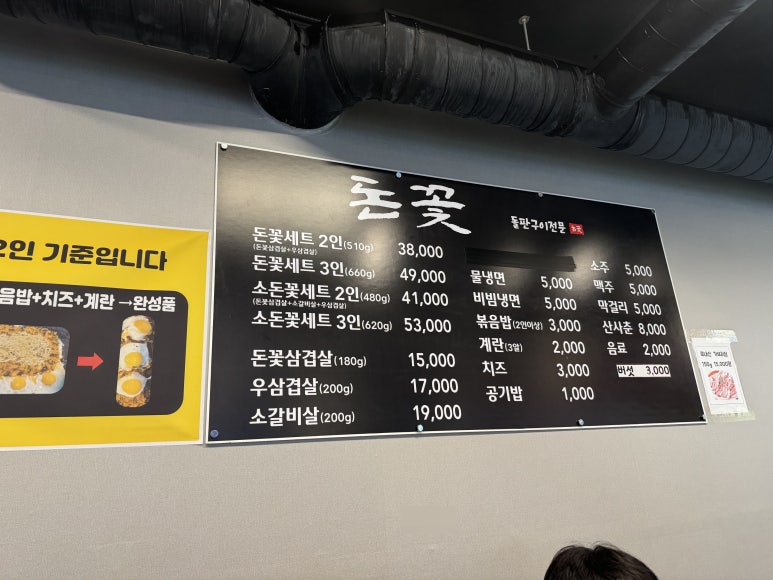 2인 기준입니다
음밥+치즈+계란 → 완성품
돈꽃
돌판구이전문
돈꽃세트 2인(510g) 38,000
(돈꽃삼겹살+우삼겹살)
돈꽃세트 3인(660g) 49,000
소돈꽃세트 2인(480g) 41,000
(돈꽃삼겹살+소갈비살+우삼겹살)
소돈꽃세트 3인(620g) 53,000
돈꽃삼겹살(180g) 15,000
우삼겹살(200g) 17,000
소갈비살(200g) 19,000
물냉면 5,000
비빔냉면 5,000
볶음밥(2인이상) 3,000
계란(3알) 2,000
치즈 3,000
공기밥 1,000
소주 5,000
맥주 5,000
막걸리 5,000
산사춘 8,000
음료 2,000
버섯 3,000
150g 15,000원